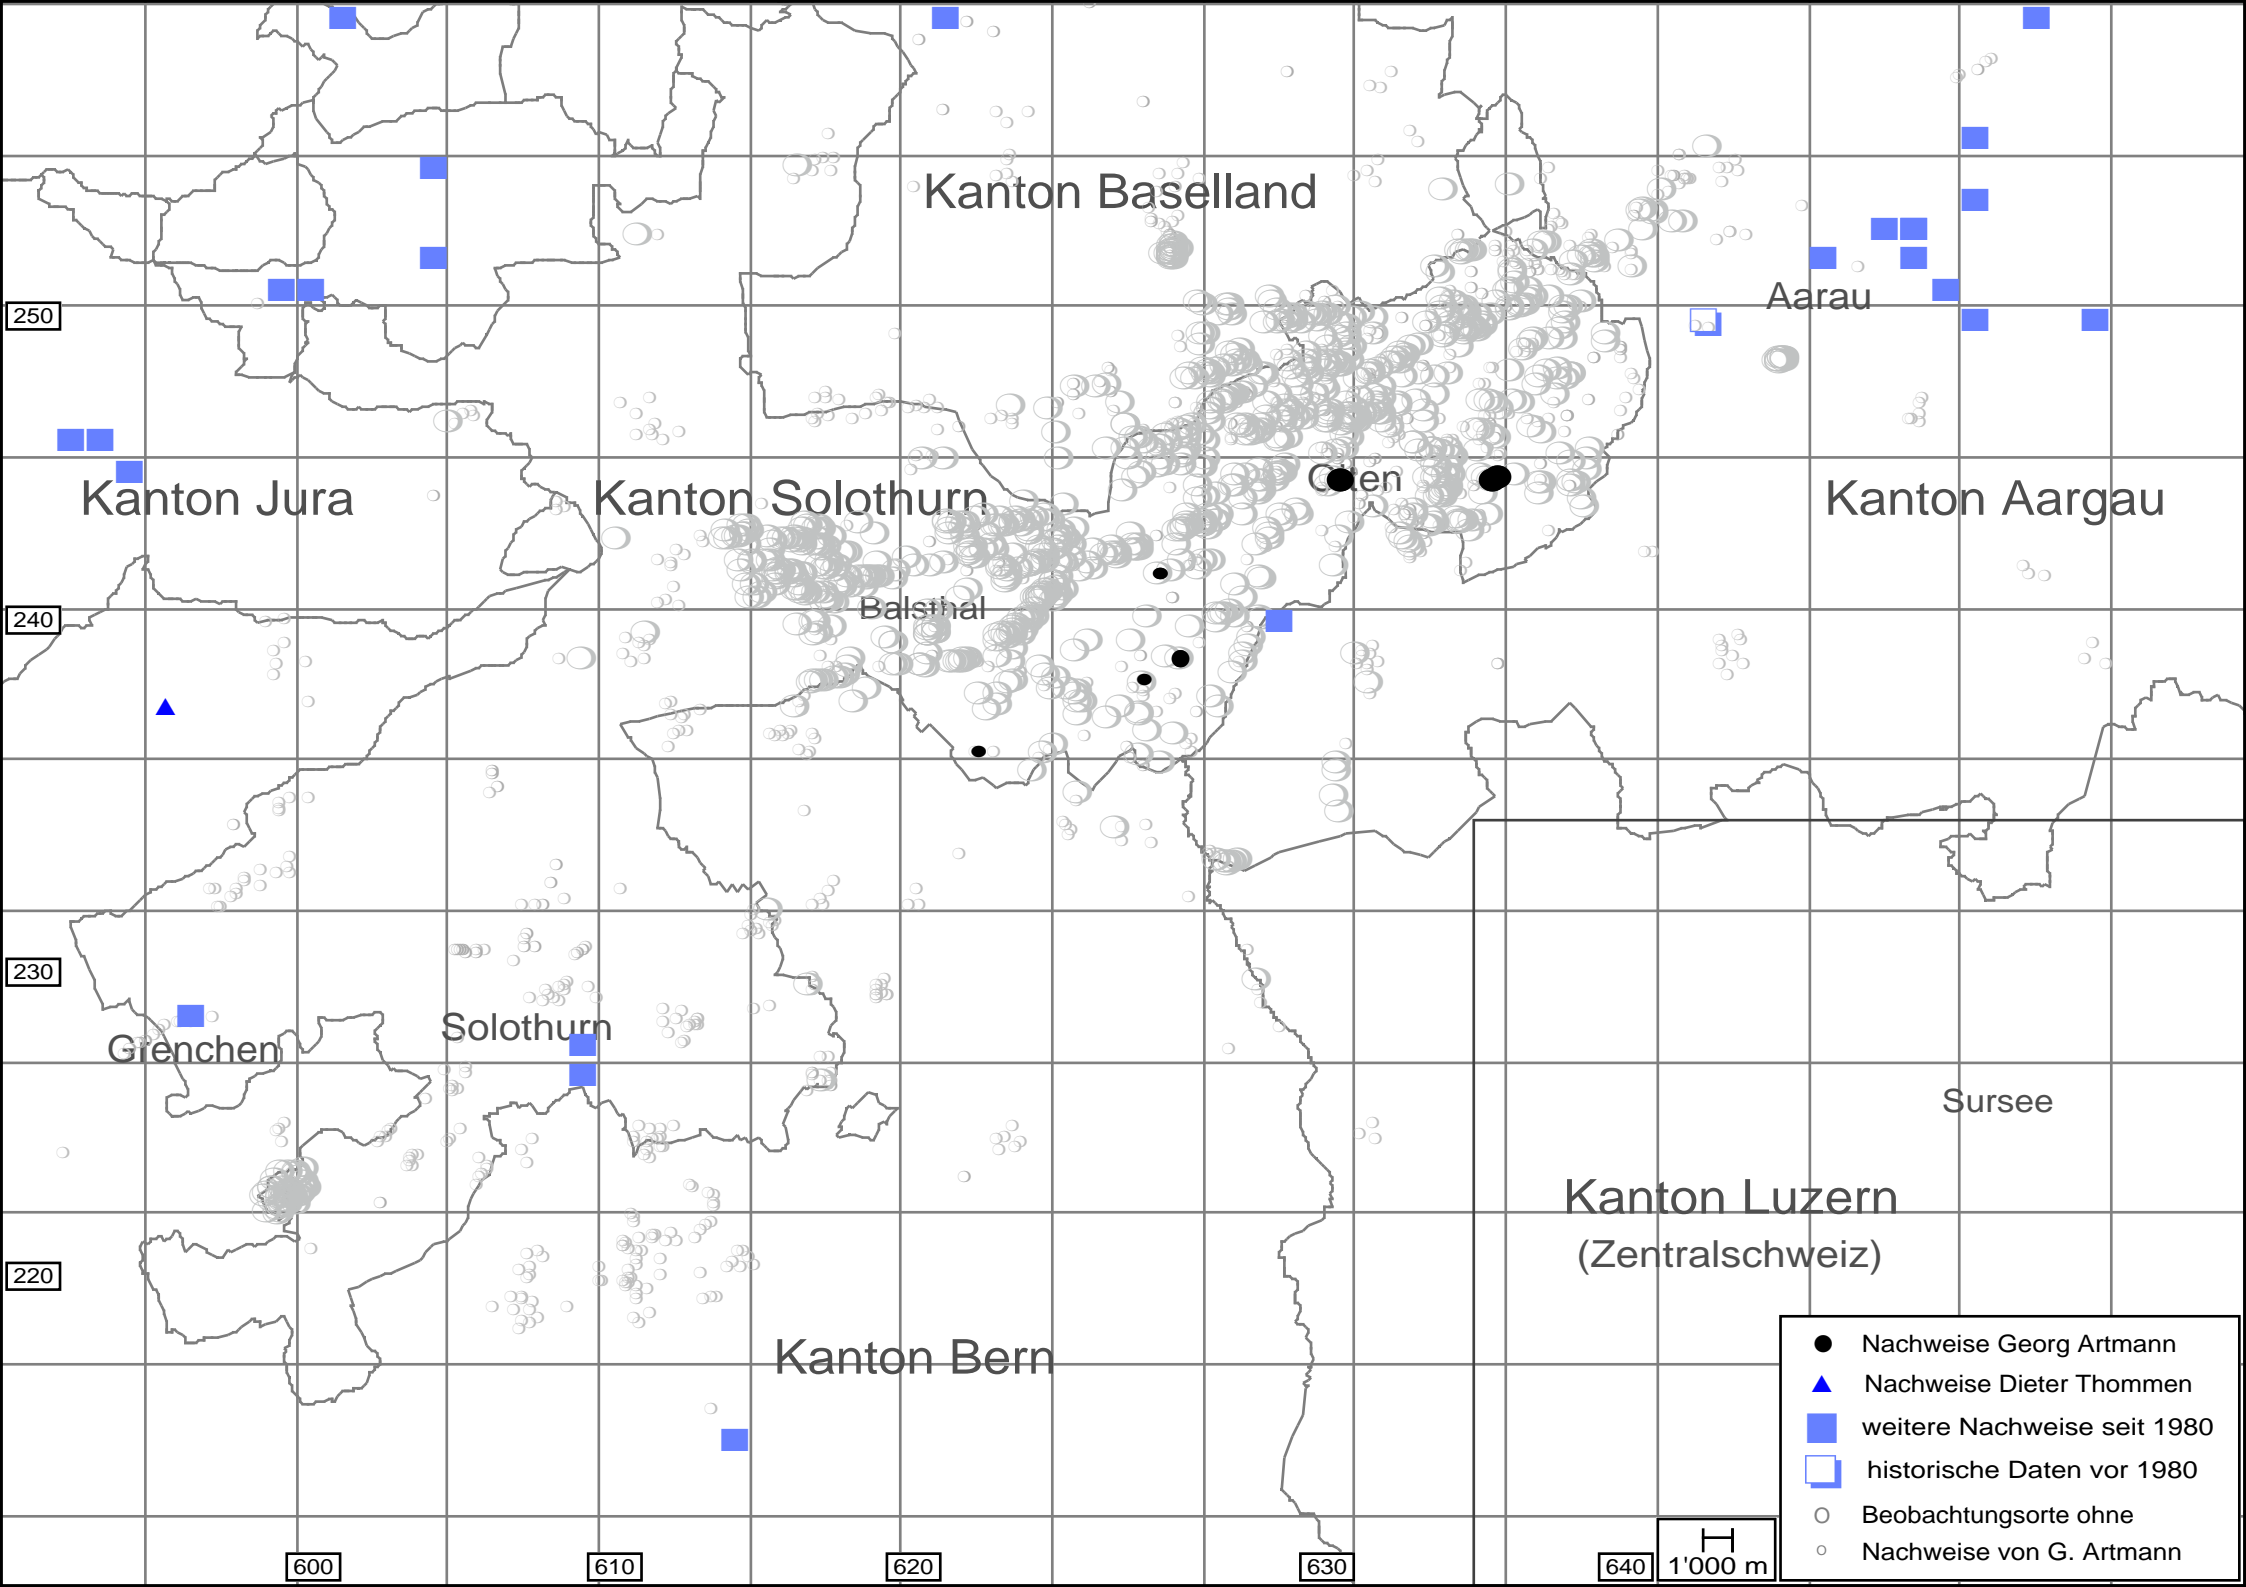 Kanton Baselland
Aarau
250
Olten
Kanton Jura
Kanton Solothurn
Kanton Aargau
Balsthal
240
230
Solothurn
Grenchen
Sursee
Kanton Luzern
(Zentralschweiz)
220
Kanton Bern
Nachweise Georg Artmann
Nachweise Dieter Thommen
weitere Nachweise seit 1980
historische Daten vor 1980
Beobachtungsorte ohne
Nachweise von G. Artmann
600
610
620
630
640
1'000 m